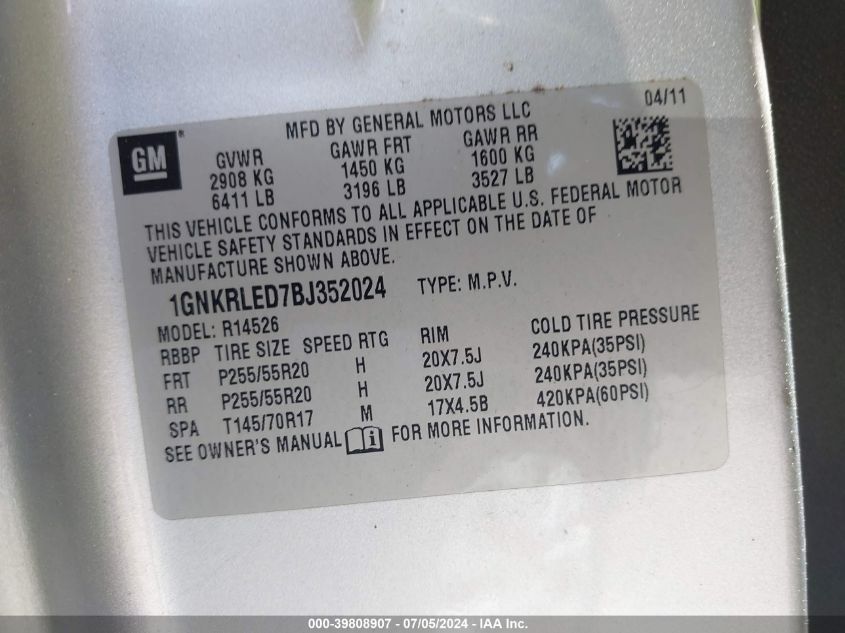 04/11
MFD BY GENERAL MOTORS LLC
GM®
GVWR GAWR FRT GAWR RR
2908 KG 1450 KG 1600 KG
6411 LB 3196 LB 3527 LB
THIS VEHICLE CONFORMS TO ALL APPLICABLE U.S. FEDERAL MOTOR
VEHICLE SAFETY STANDARDS IN EFFECT ON THE DATE OF
MANUFACTURE SHOWN ABOVE.
1GNKRLED7BJ352024 TYPE: M.P.V.
MODEL: R14526
RBBP TIRE SIZE SPEED RTG RIM COLD TIRE PRESSURE
FRT P255/55R20 H 20X7.5J 240KPA(35PSI)
RR P255/55R20 H 20X7.5J 240KPA(35PSI)
SPA T145/70R17 M 17X4.5B 420KPA(60PSI)
SEE OWNER'S MANUAL FOR MORE INFORMATION.
000-39808907 - 07/05/2024 - IAA, Inc.